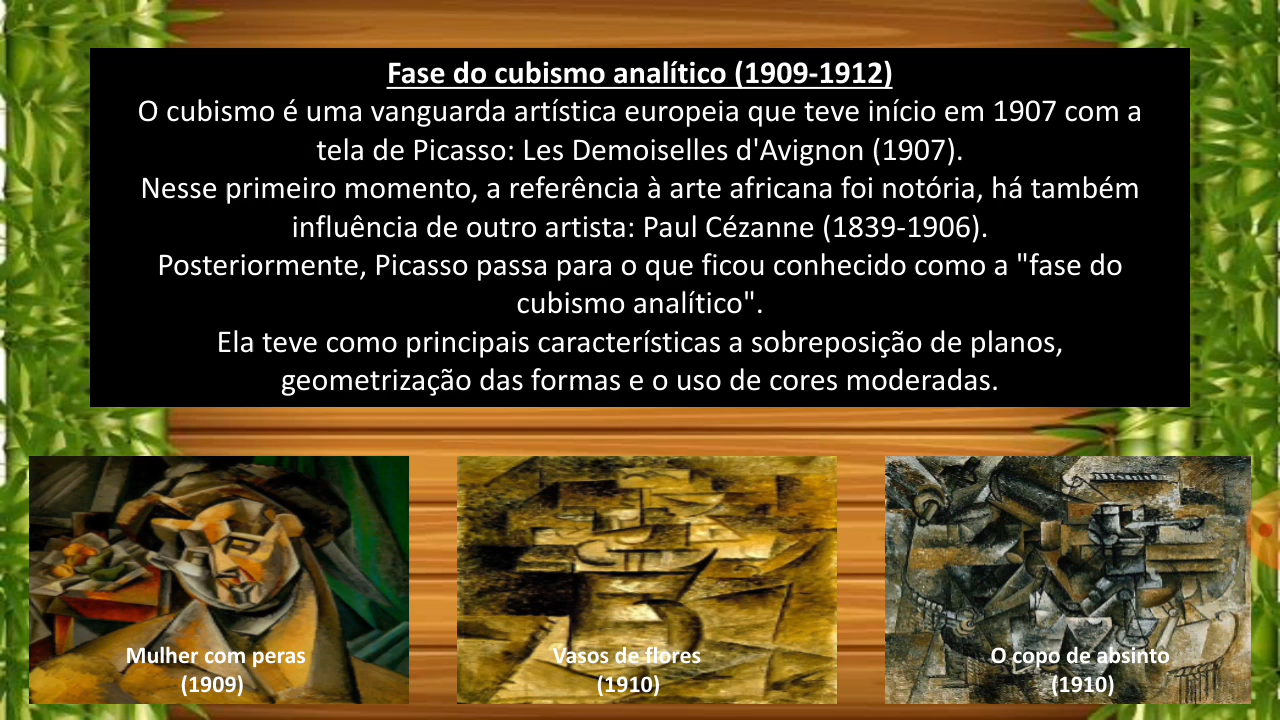 Fase do cubismo analítico (1909-1912)
O cubismo é uma vanguarda artística europeia que teve início em 1907 com a
tela de Picasso: Les Demoiselles d'Avignon (1907).
Nesse primeiro momento, a referência à arte africana foi notória, há também
influência de outro artista: Paul Cézanne (1839-1906).
Posteriormente, Picasso passa para o que ficou conhecido como a "fase do
cubismo analítico".
Ela teve como principais características a sobreposição de planos,
geometrização das formas e o uso de cores moderadas.
Mulher com peras
(1909)
Vasos de flores
(1910)
O copo de absinto
(1910)